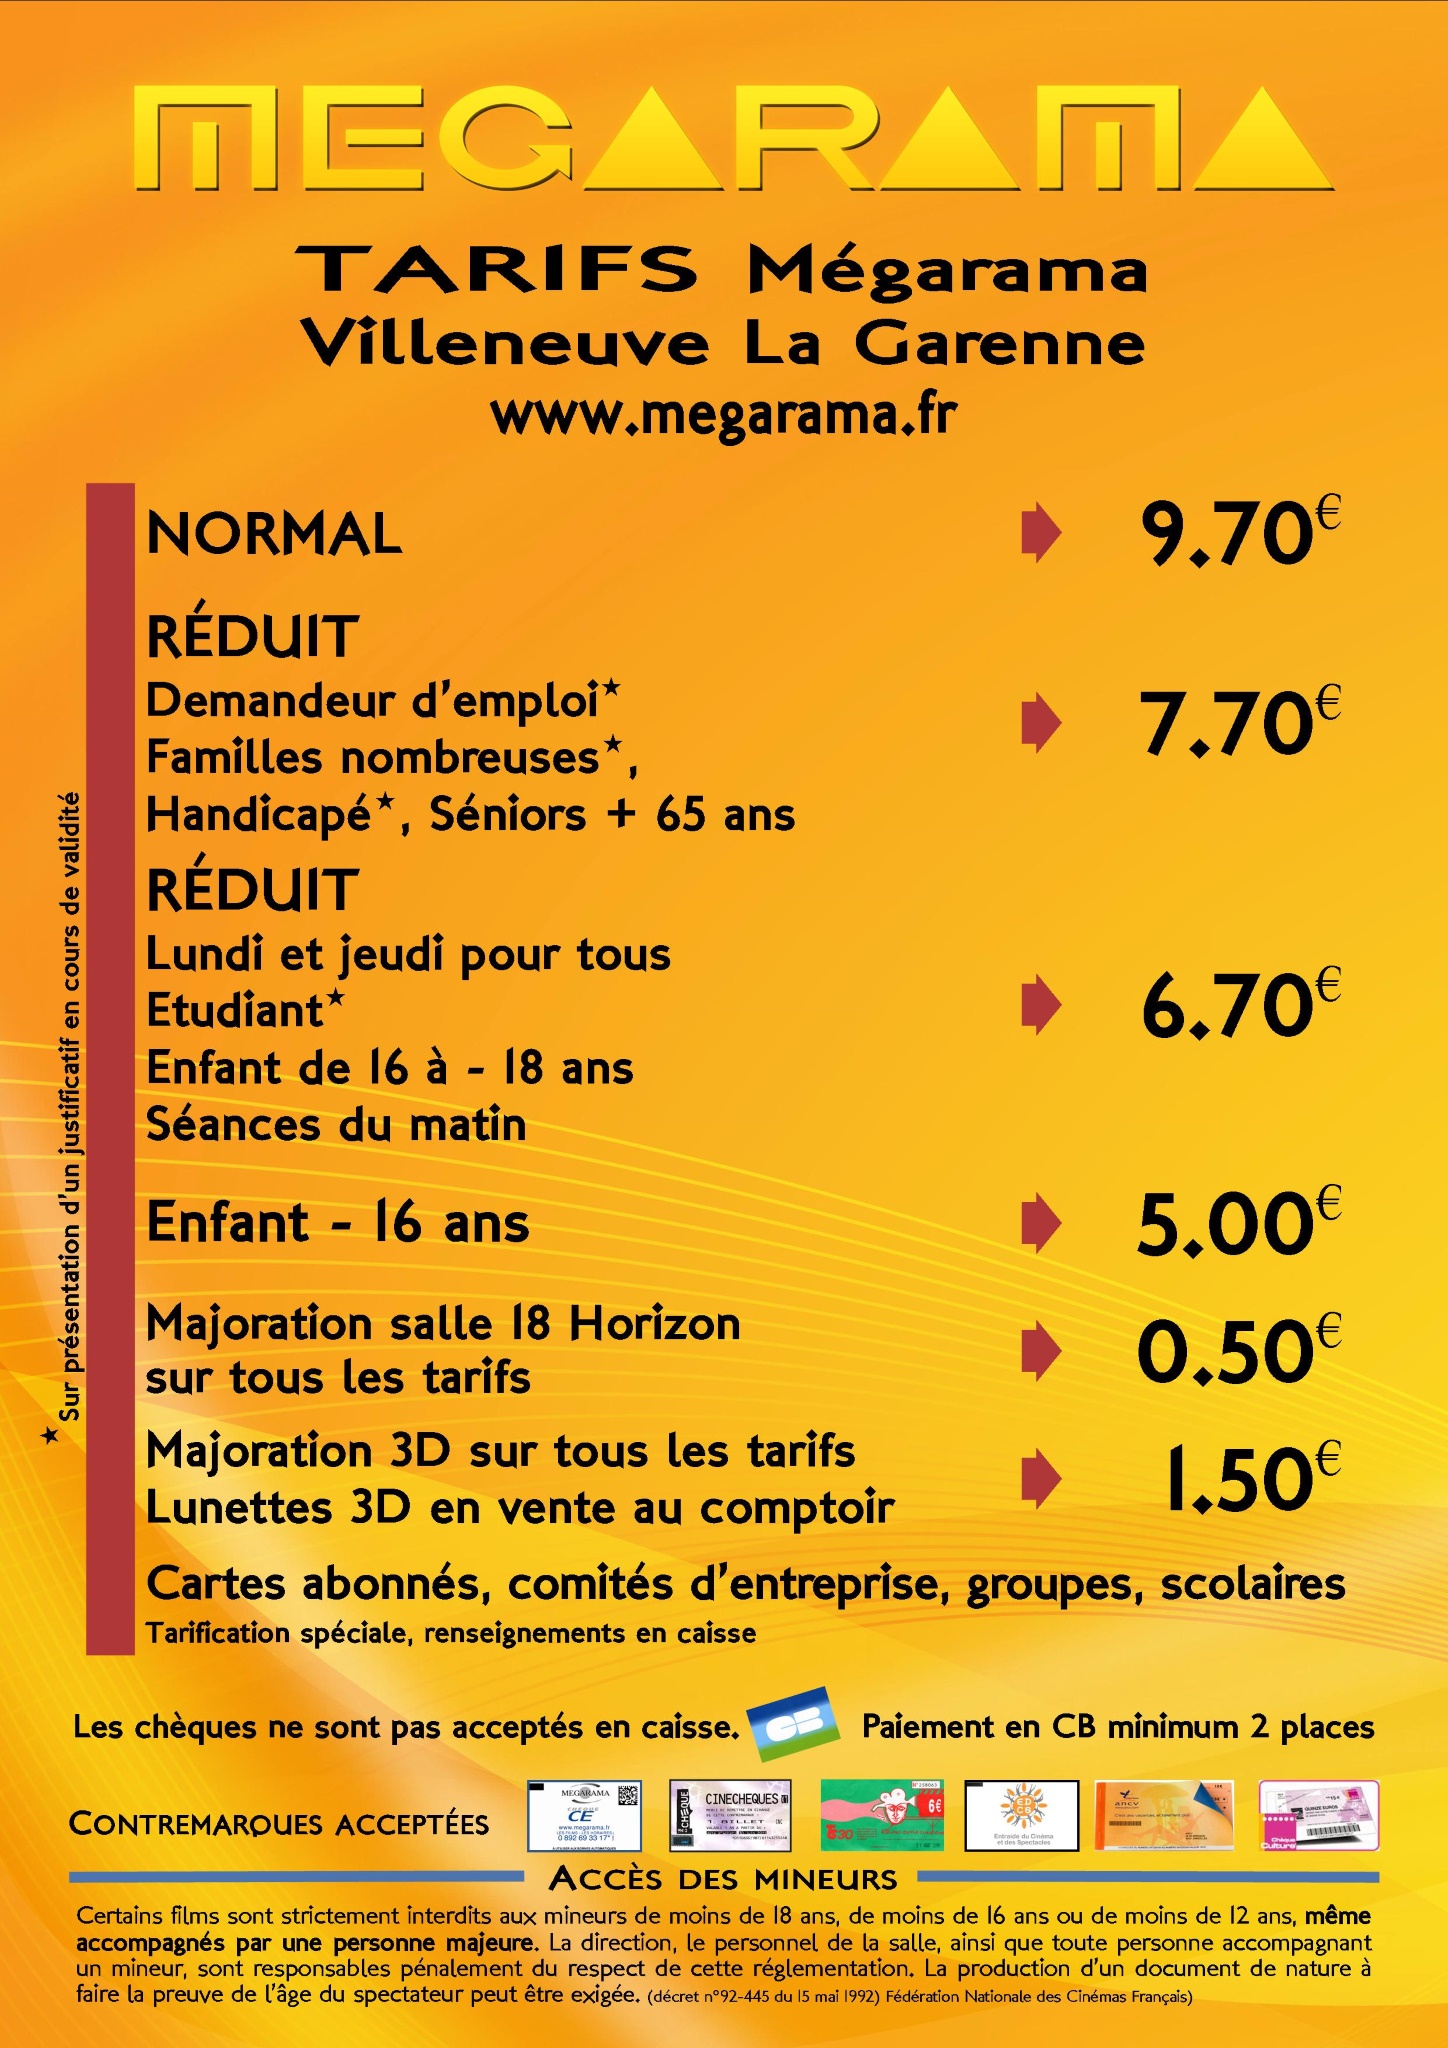 MEGARAMA
TARIFS Mégarama
Villeneuve La Garenne
www.megarama.fr
NORMAL 9.70€
RÉDUIT
Demandeur d'emploi★ 7.70€
Familles nombreuses★,
Handicapé★, Séniors + 65 ans
RÉDUIT
Lundi et jeudi pour tous
Etudiant★ 6.70€
Enfant de 16 à - 18 ans
Séances du matin
Enfant - 16 ans 5.00€
Majoration salle 18 Horizon 0.50€
sur tous les tarifs
Majoration 3D sur tous les tarifs 1.50€
Lunettes 3D en vente au comptoir
Cartes abonnés, comités d'entreprise, groupes, scolaires
Tarification spéciale, renseignements en caisse
★ Sur présentation d'un justificatif en cours de validité
Les chèques ne sont pas acceptés en caisse. CB Paiement en CB minimum 2 places
CONTREMARQUES ACCEPTÉES
MEGARAMA
CHÈQUE
CE
www.megarama.fr
0 892 69 33 17*
CINECHEQUES
1 BILLET
N°258663
6€
30
EDCB
Entraide du Cinéma
et des Spectacles
ancv
QUINZE EUROS
Chèque
Culture
ACCÈS DES MINEURS
Certains films sont strictement interdits aux mineurs de moins de 18 ans, de moins de 16 ans ou de moins de 12 ans, même
accompagnés par une personne majeure. La direction, le personnel de la salle, ainsi que toute personne accompagnant
un mineur, sont responsables pénalement du respect de cette réglementation. La production d'un document de nature à
faire la preuve de l'âge du spectateur peut être exigée. (décret n°92-445 du 15 mai 1992) Fédération Nationale des Cinémas Français)